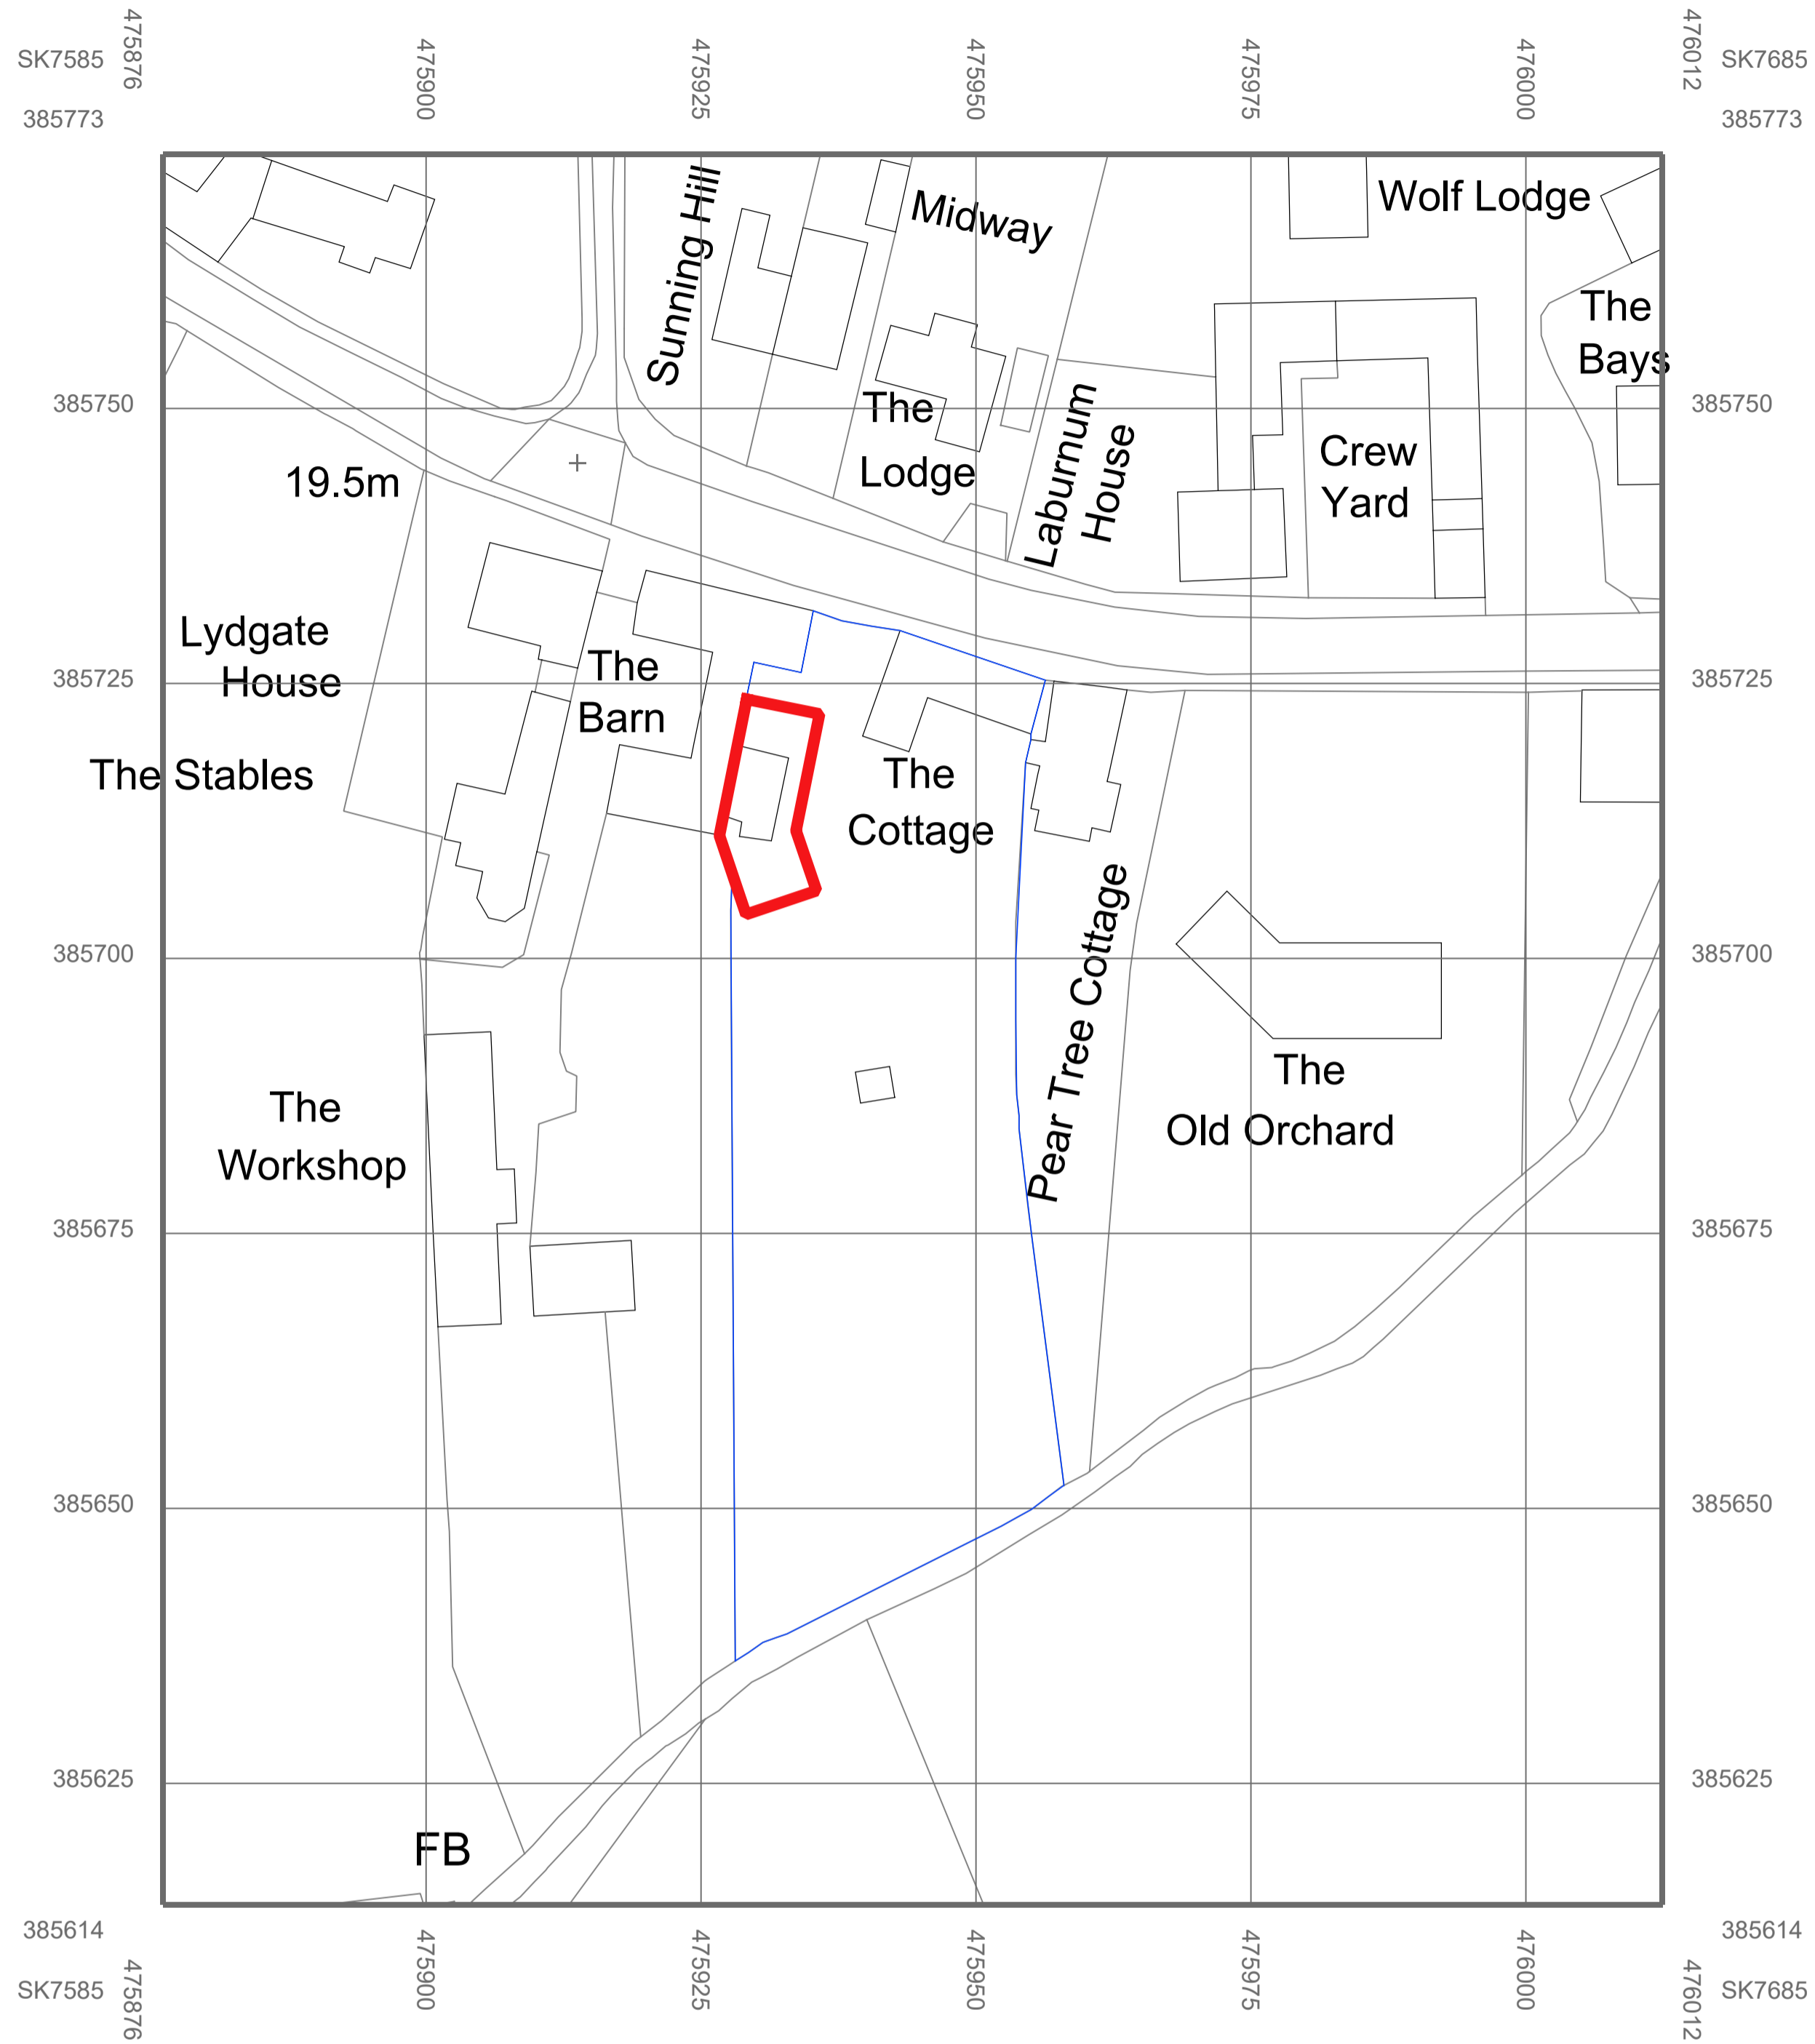 SK7585
475876
475900
475925
475950
475975
476000
476012
SK7685
385773
385773
Sunning Hill
Midway
Wolf Lodge
The
Bays
385750
385750
The
Lodge
Laburnum
House
Crew
Yard
19.5m
Lydgate
House
The
Barn
385725
385725
The Stables
The
Cottage
Pear Tree Cottage
385700
385700
The
Old Orchard
The
Workshop
385675
385675
385650
385650
385625
385625
FB
385614
385614
SK7585
475876
475900
475925
475950
475975
476000
476012
SK7685